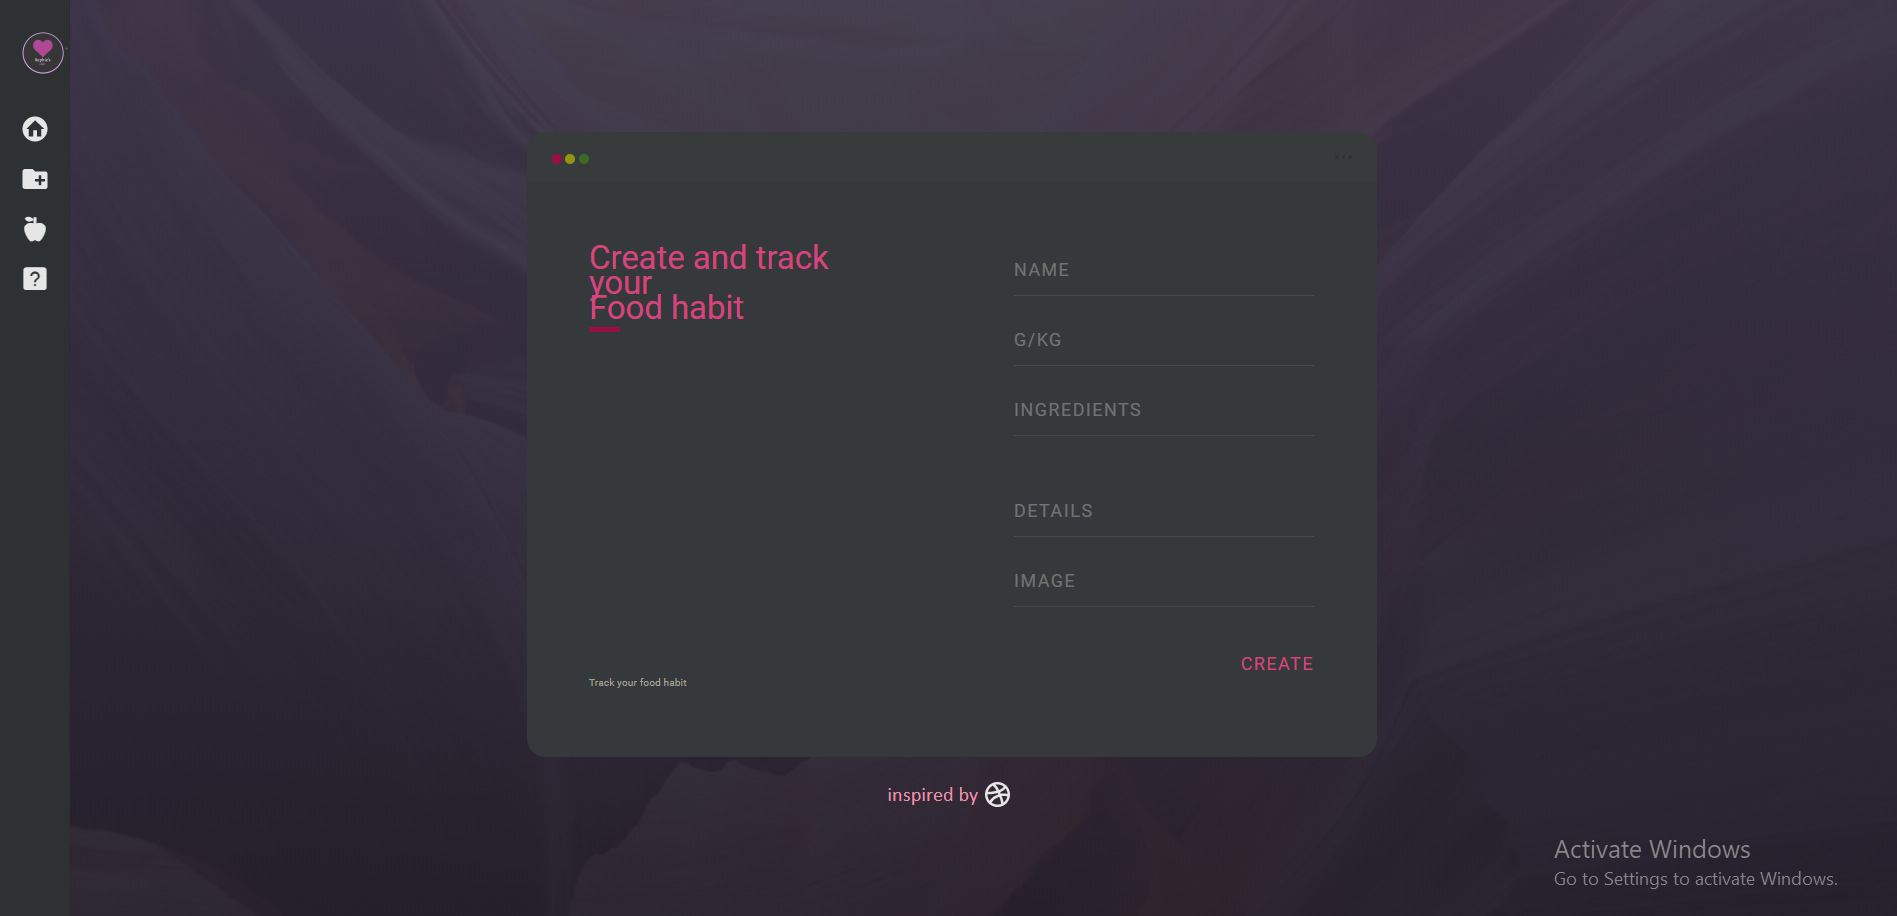 Sophia's
Create and track
your
Food habit
NAME
G/KG
INGREDIENTS
DETAILS
IMAGE
CREATE
Track your food habit
inspired by
Activate Windows
Go to Settings to activate Windows.